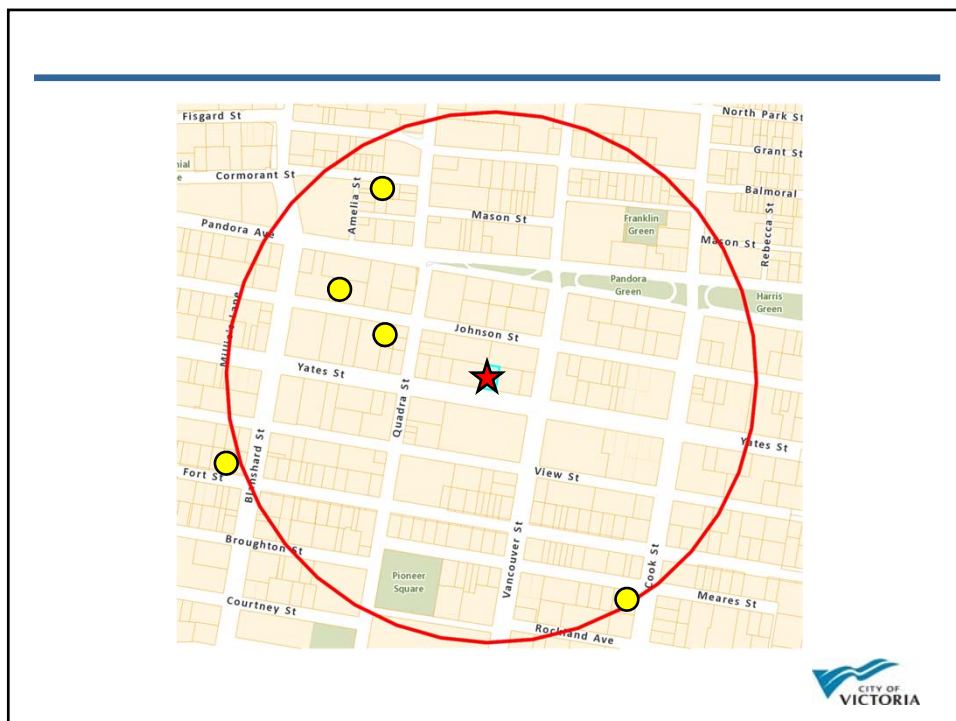 Fisgard St
North Park St
Grant St
nial
e
Cormorant St
Amelia St
Balmoral
Mason St
Franklin
Green
Rebecca St
Pandora Ave
Mason St
Pandora
Green
Harris
Green
Millie's Lane
Johnson St
Yates St
Quadra St
Yates St
Blanshard St
Fort St
View St
Broughton St
Vancouver St
Cook St
Pioneer
Square
Meares St
Courtney St
Rockland Ave
CITY OF
VICTORIA